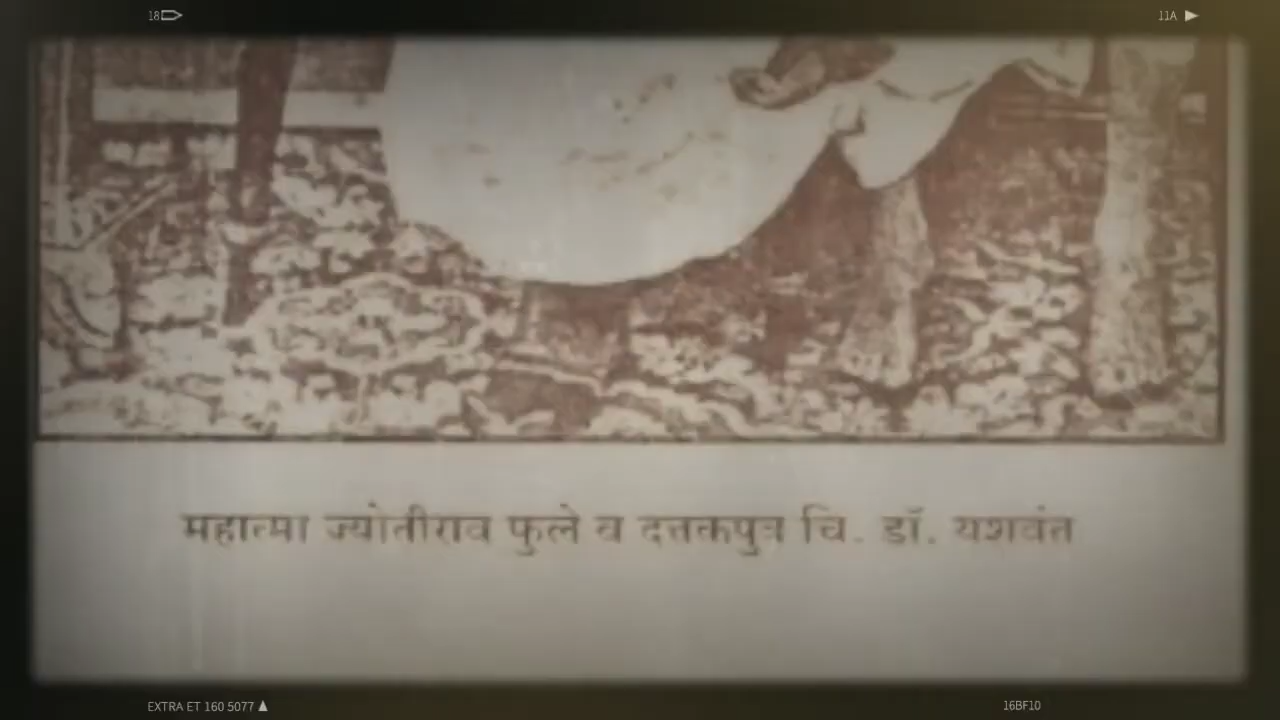 18 11A
महात्मा ज्योतीराव फुले व दत्तकपुत्र चि. डॉ. यशवंत
EXTRA ET 160 5077 16BF10